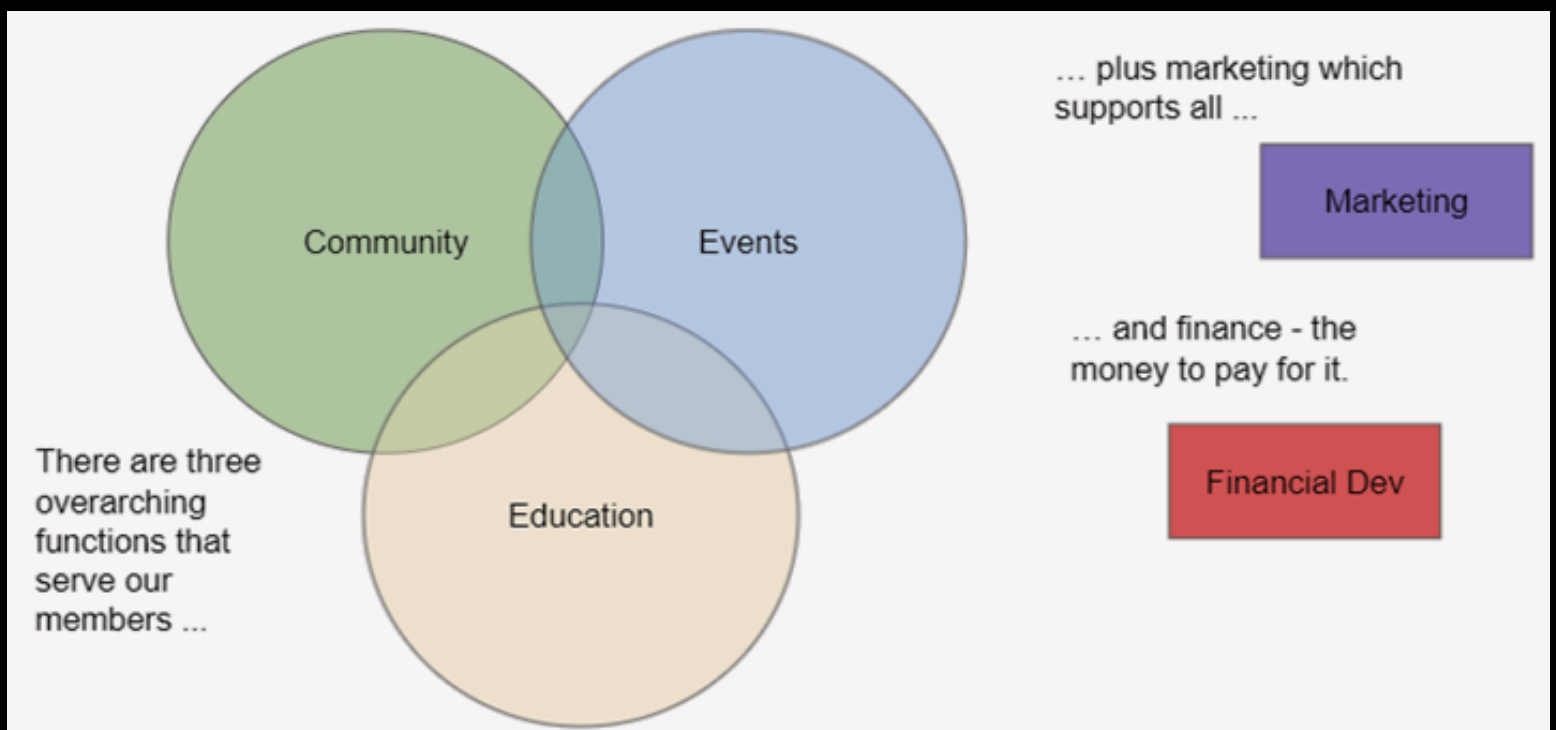 Community
Events
Education
There are three
overarching
functions that
serve our
members ...
... plus marketing which
supports all ...
Marketing
... and finance - the
money to pay for it.
Financial Dev